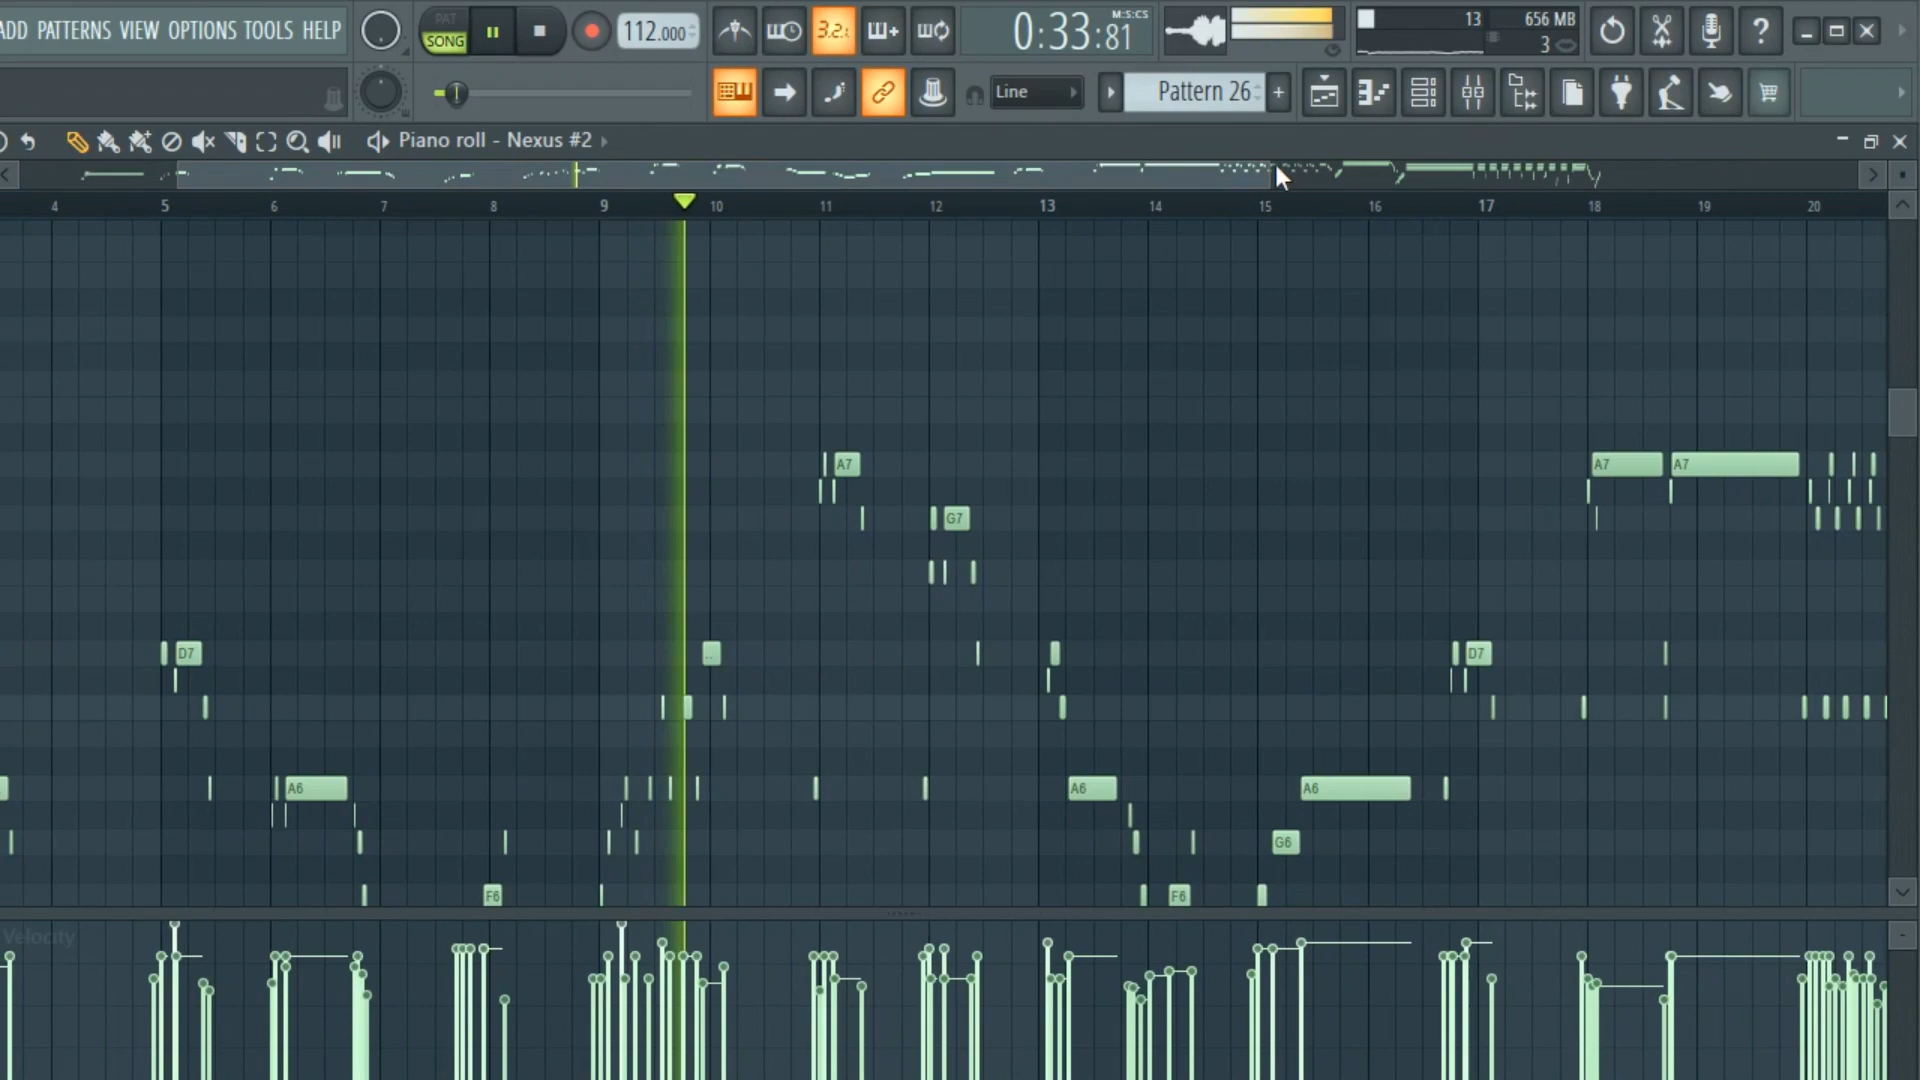 ADD PATTERNS VIEW OPTIONS TOOLS HELP
PAT
SONG
112.000
3.2.
0:33:81
M:S:CS
13
656 MB
3
Line
Pattern 26
Piano roll - Nexus #2
4 5 6 7 8 9 10 11 12 13 14 15 16 17 18 19 20
A7 A7 A7
G7
D7 .. D7
A6 A6 A6
G6
F6 F6
Velocity